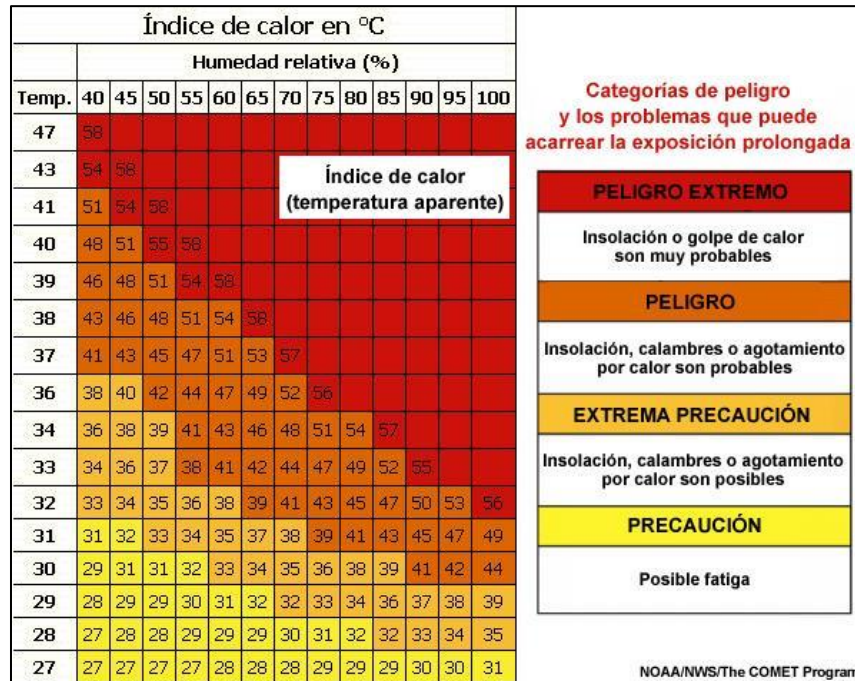 Índice de calor en ºC
Humedad relativa (%)
Temp. 40 45 50 55 60 65 70 75 80 85 90 95 100
47 58
43 54 58
41 51 54 58
40 48 51 55 58
39 46 48 51 54 58
38 43 46 48 51 54 58
37 41 43 45 47 51 53 57
36 38 40 42 44 47 49 52 56
34 36 38 39 41 43 46 48 51 54 57
33 34 36 37 38 41 42 44 47 49 52 55
32 33 34 35 36 38 39 41 43 45 47 50 53 56
31 31 32 33 34 35 37 38 39 41 43 45 47 49
30 29 31 31 32 33 34 35 36 38 39 41 42 44
29 28 29 29 30 31 32 32 33 34 36 37 38 39
28 27 28 28 29 29 29 30 31 32 32 33 34 35
27 27 27 27 27 28 28 28 29 29 29 30 30 31
Índice de calor
(temperatura aparente)
Categorías de peligro
y los problemas que puede
acarrear la exposición prolongada
PELIGRO EXTREMO
Insolación o golpe de calor
son muy probables
PELIGRO
Insolación, calambres o agotamiento
por calor son probables
EXTREMA PRECAUCIÓN
Insolación, calambres o agotamiento
por calor son posibles
PRECAUCIÓN
Posible fatiga
NOAA/NWS/The COMET Program